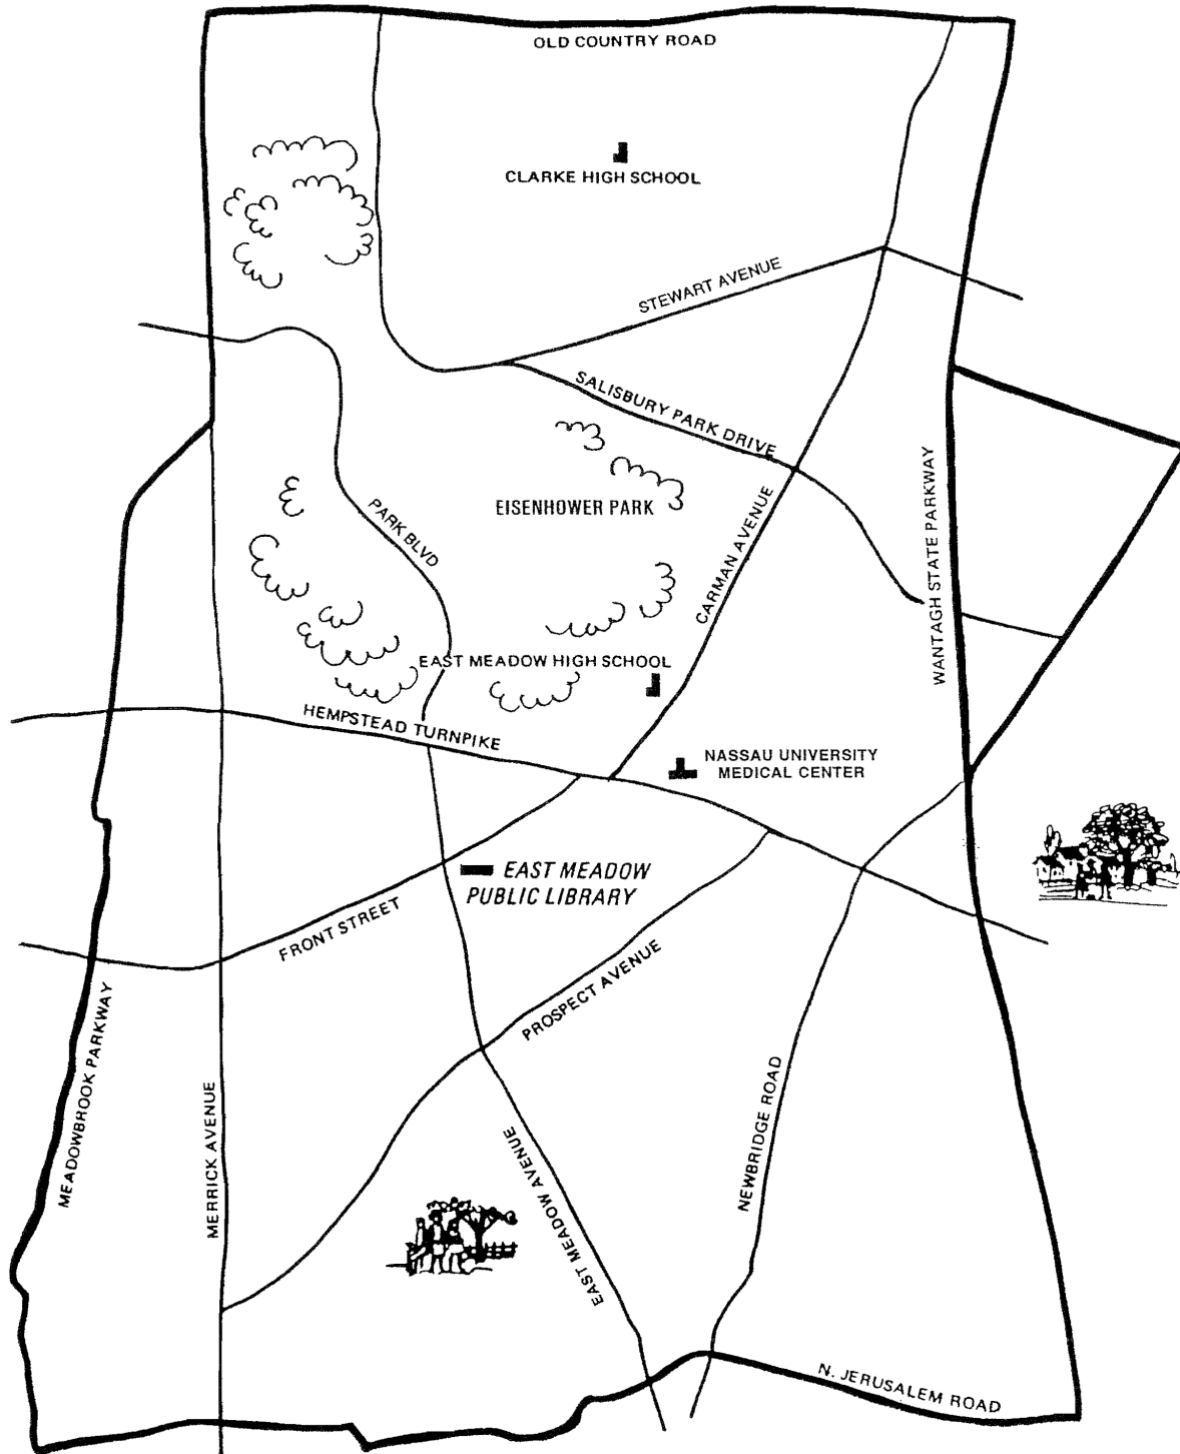 OLD COUNTRY ROAD
CLARKE HIGH SCHOOL
STEWART AVENUE
SALISBURY PARK DRIVE
EISENHOWER PARK
PARK BLVD
CARMAN AVENUE
WANTAGH STATE PARKWAY
EAST MEADOW HIGH SCHOOL
HEMPSTEAD TURNPIKE
NASSAU UNIVERSITY
MEDICAL CENTER
EAST MEADOW
PUBLIC LIBRARY
FRONT STREET
PROSPECT AVENUE
MEADOWBROOK PARKWAY
MERRICK AVENUE
EAST MEADOW AVENUE
NEWBRIDGE ROAD
N. JERUSALEM ROAD